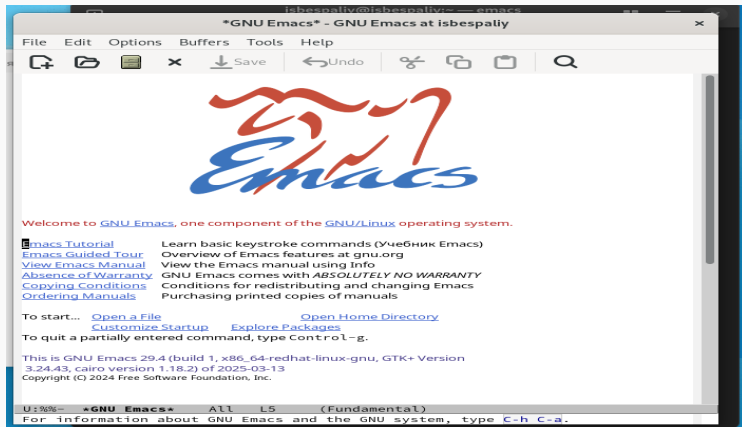 isbespaliy@isbespaliy:~ — emacs
*GNU Emacs* - GNU Emacs at isbespaliy
File Edit Options Buffers Tools Help
Save Undo
Emacs
Welcome to GNU Emacs, one component of the GNU/Linux operating system.
Emacs Tutorial Learn basic keystroke commands (Учебник Emacs)
Emacs Guided Tour Overview of Emacs features at gnu.org
View Emacs Manual View the Emacs manual using Info
Absence of Warranty GNU Emacs comes with ABSOLUTELY NO WARRANTY
Copying Conditions Conditions for redistributing and changing Emacs
Ordering Manuals Purchasing printed copies of manuals
To start... Open a File Open Home Directory
Customize Startup Explore Packages
To quit a partially entered command, type Control-g.
This is GNU Emacs 29.4 (build 1, x86_64-redhat-linux-gnu, GTK+ Version
3.24.43, cairo version 1.18.2) of 2025-03-13
Copyright (C) 2024 Free Software Foundation, Inc.
U:%%- *GNU Emacs* All L5 (Fundamental)
For information about GNU Emacs and the GNU system, type C-h C-a.